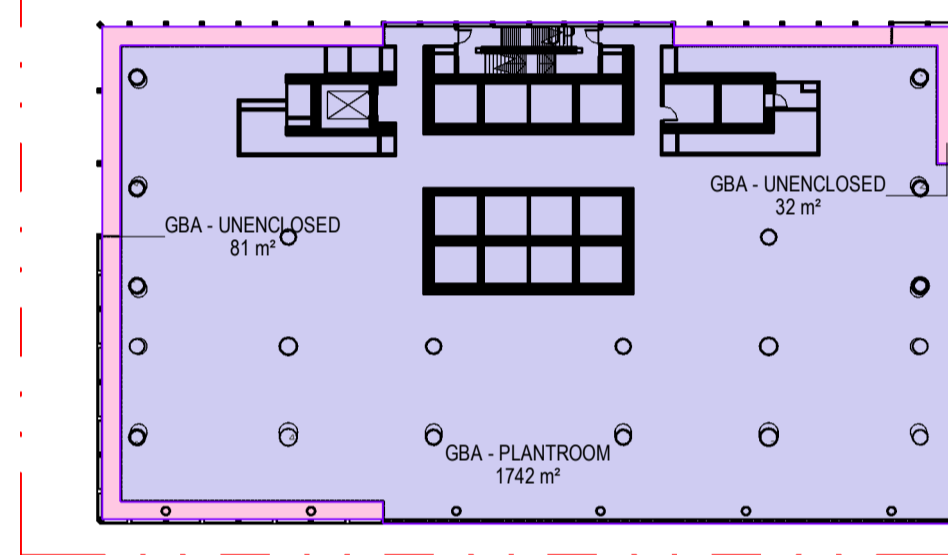 GBA - UNENCLOSED
32 m²
GBA - UNENCLOSED
81 m²
GBA - PLANTROOM
1742 m²